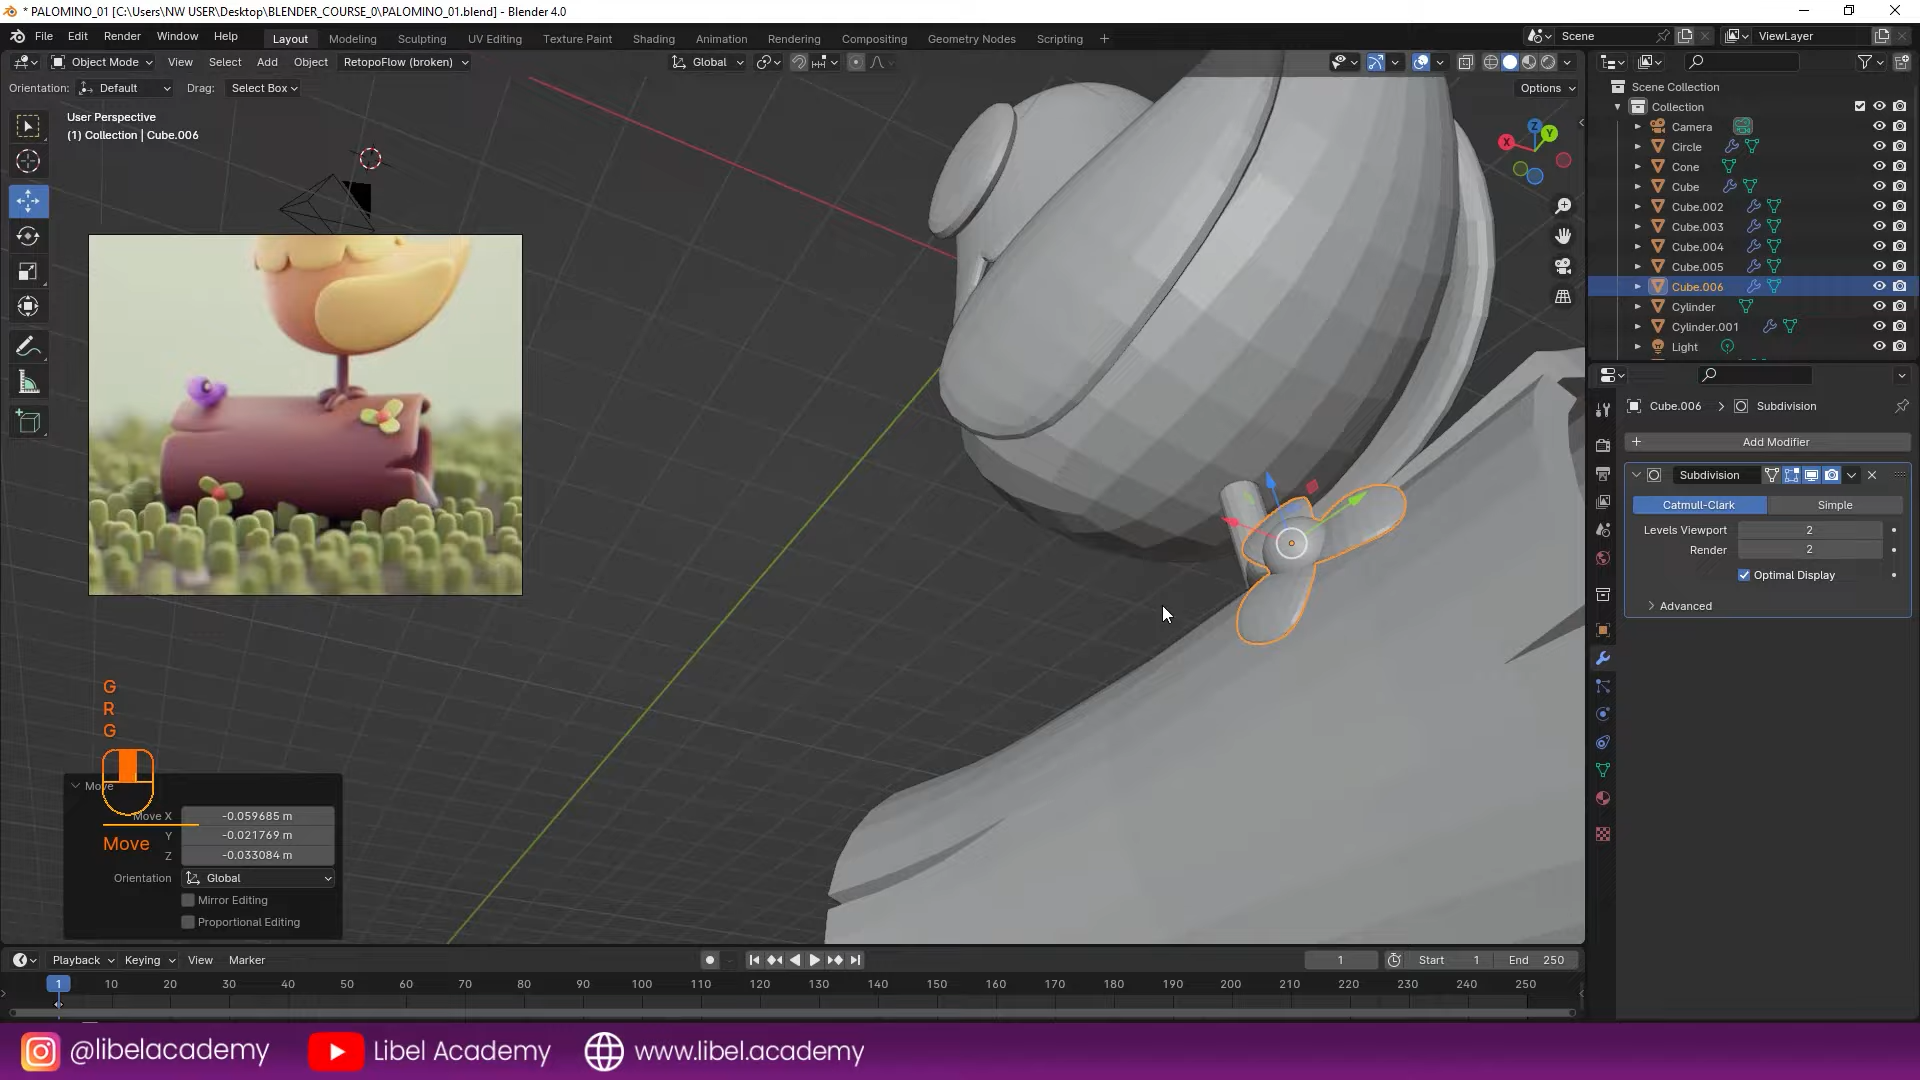 * PALOMINO_01 [C:\Users\NW USER\Desktop\BLENDER_COURSE_0\PALOMINO_01.blend] - Blender 4.0
File Edit Render Window Help Layout Modeling Sculpting UV Editing Texture Paint Shading Animation Rendering Compositing Geometry Nodes Scripting + Scene ViewLayer
Object Mode View Select Add Object RetopoFlow (broken) Global
Orientation: Default Drag: Select Box Options
User Perspective
(1) Collection | Cube.006
X Z Y
Scene Collection
Collection
Camera
Circle
Cone
Cube
Cube.002
Cube.003
Cube.004
Cube.005
Cube.006
Cylinder
Cylinder.001
Light
Cube.006 > Subdivision
+ Add Modifier
Subdivision
Catmull-Clark Simple
Levels Viewport 2
Render 2
Optimal Display
Advanced
G
R
G
Move
Move X -0.059685 m
Y -0.021769 m
Move
Z -0.033084 m
Orientation Global
Mirror Editing
Proportional Editing
Playback Keying View Marker 1 Start 1 End 250
1 10 20 30 40 50 60 70 80 90 100 110 120 130 140 150 160 170 180 190 200 210 220 230 240 250
@libelacademy Libel Academy www.libel.academy